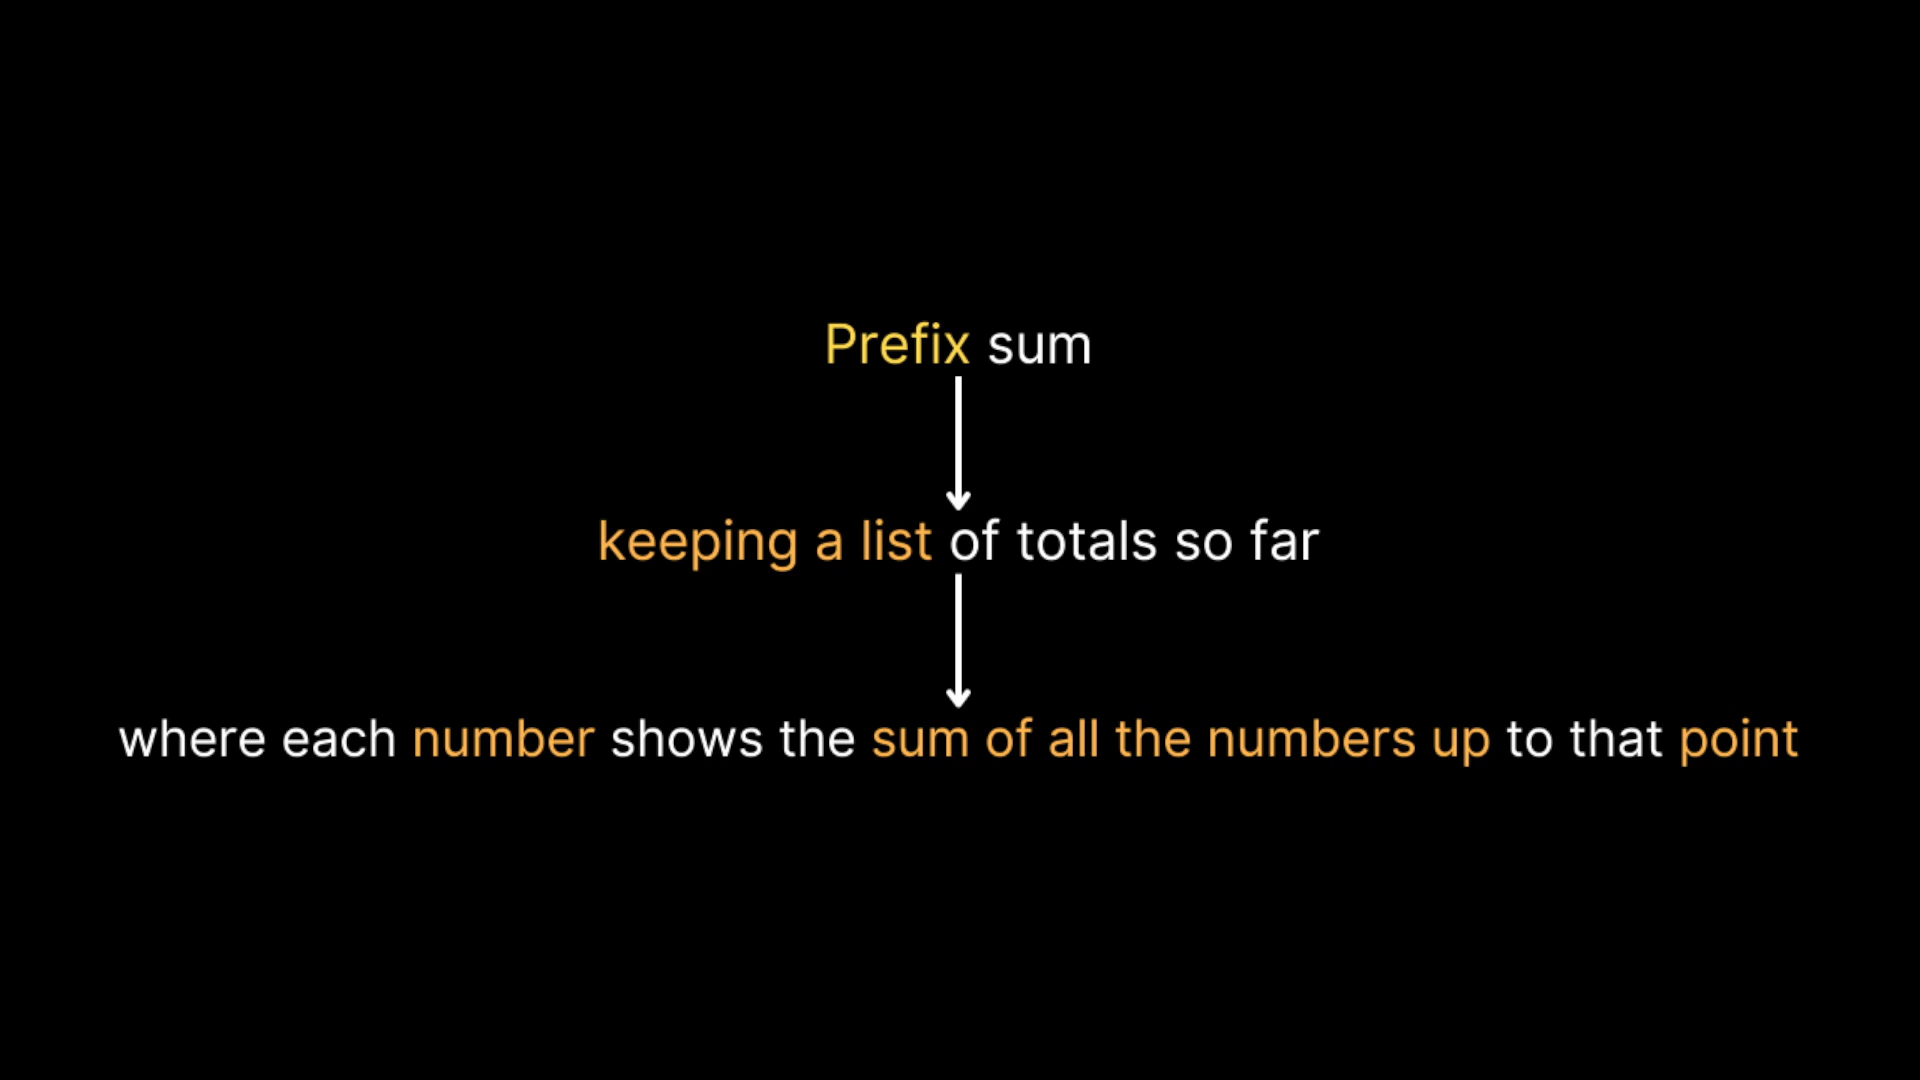 Prefix sum
keeping a list of totals so far
where each number shows the sum of all the numbers up to that point